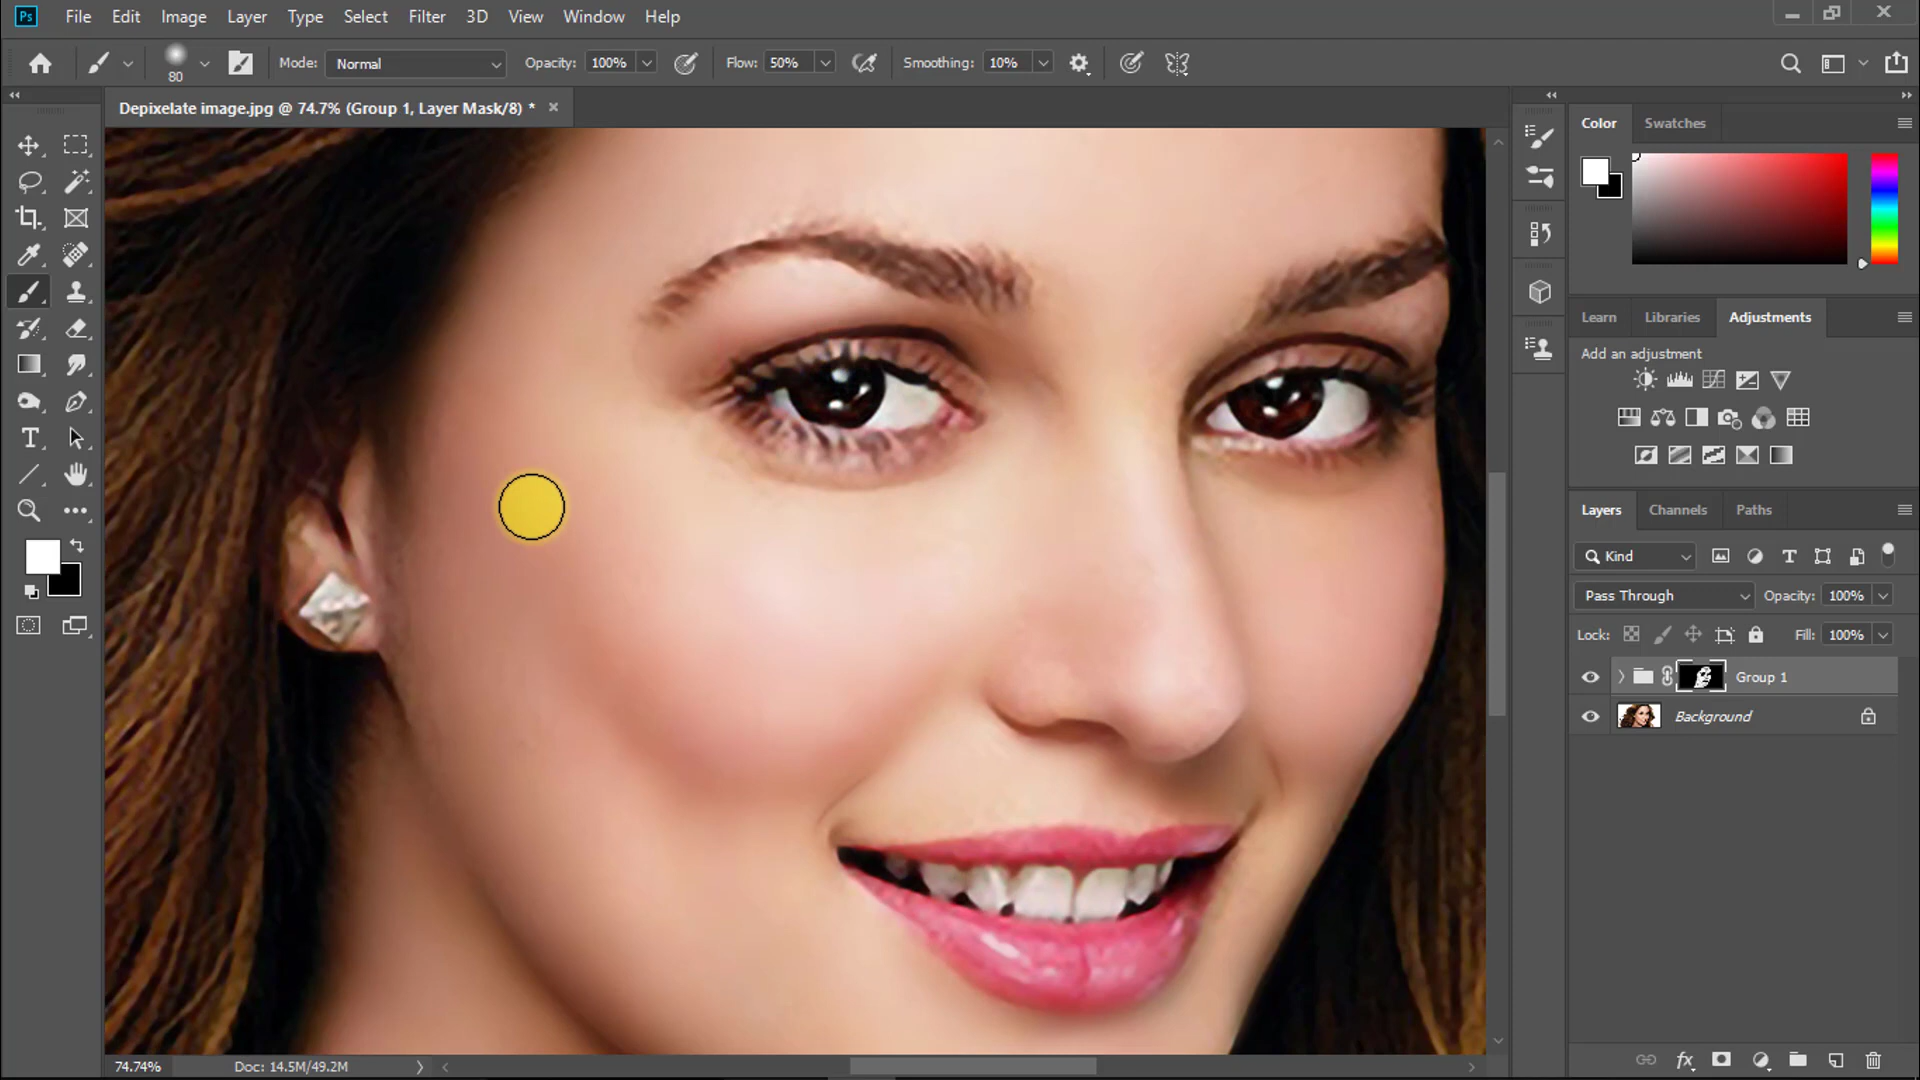 Ps File Edit Image Layer Type Select Filter 3D View Window Help
80 Mode: Normal Opacity: 100% Flow: 50% Smoothing: 10%
Depixelate image.jpg @ 74.7% (Group 1, Layer Mask/8) *
Color Swatches
Learn Libraries Adjustments
Add an adjustment
Layers Channels Paths
Kind
Pass Through Opacity: 100%
Lock: Fill: 100%
Group 1
Background
74.74% Doc: 14.5M/49.2M